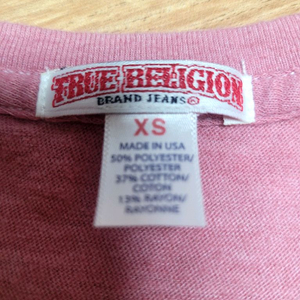 TRUE RELIGION
BRAND JEANS®
XS
MADE IN USA
50% POLYESTER/
POLYESTER
37% COTTON/
COTON
13% RAYON/
RAYONNE